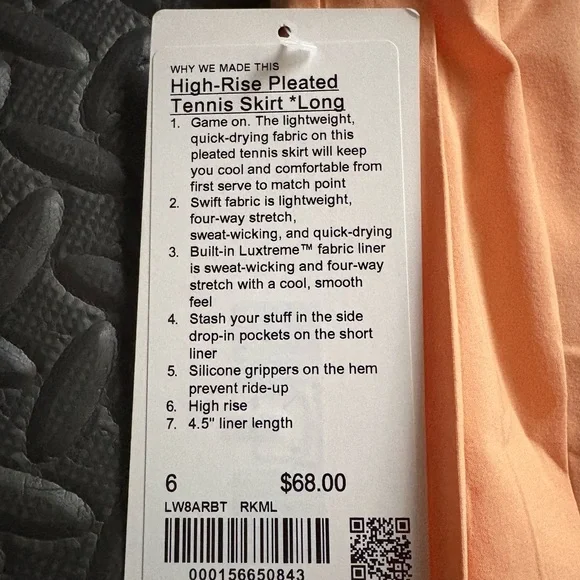 WHY WE MADE THIS
High-Rise Pleated
Tennis Skirt *Long
1. Game on. The lightweight,
quick-drying fabric on this
pleated tennis skirt will keep
you cool and comfortable from
first serve to match point
2. Swift fabric is lightweight,
four-way stretch,
sweat-wicking, and quick-drying
3. Built-in Luxtreme™ fabric liner
is sweat-wicking and four-way
stretch with a cool, smooth
feel
4. Stash your stuff in the side
drop-in pockets on the short
liner
5. Silicone grippers on the hem
prevent ride-up
6. High rise
7. 4.5" liner length
6 $68.00
LW8ARBT RKML
000156650843